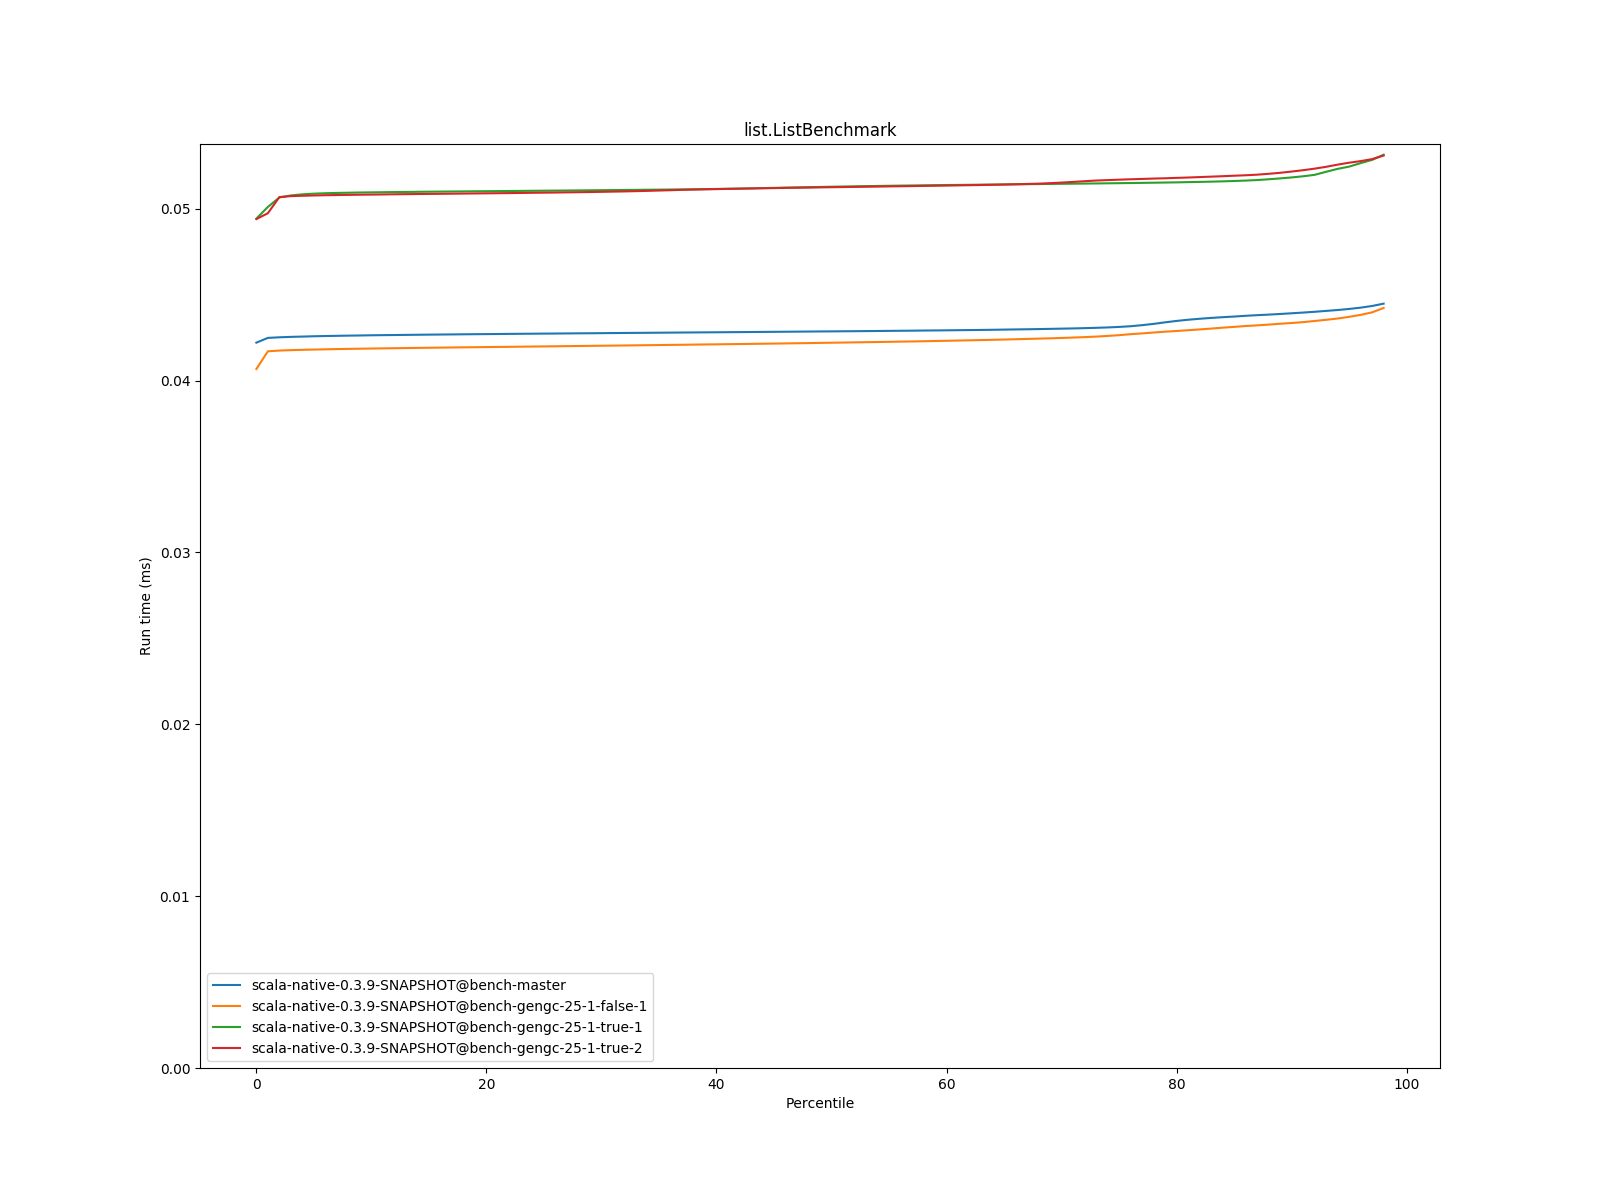 list.ListBenchmark
0.05
0.04
0.03
0.02
0.01
0.00
Run time (ms)
scala-native-0.3.9-SNAPSHOT@bench-master
scala-native-0.3.9-SNAPSHOT@bench-gengc-25-1-false-1
scala-native-0.3.9-SNAPSHOT@bench-gengc-25-1-true-1
scala-native-0.3.9-SNAPSHOT@bench-gengc-25-1-true-2
0 20 40 60 80 100
Percentile